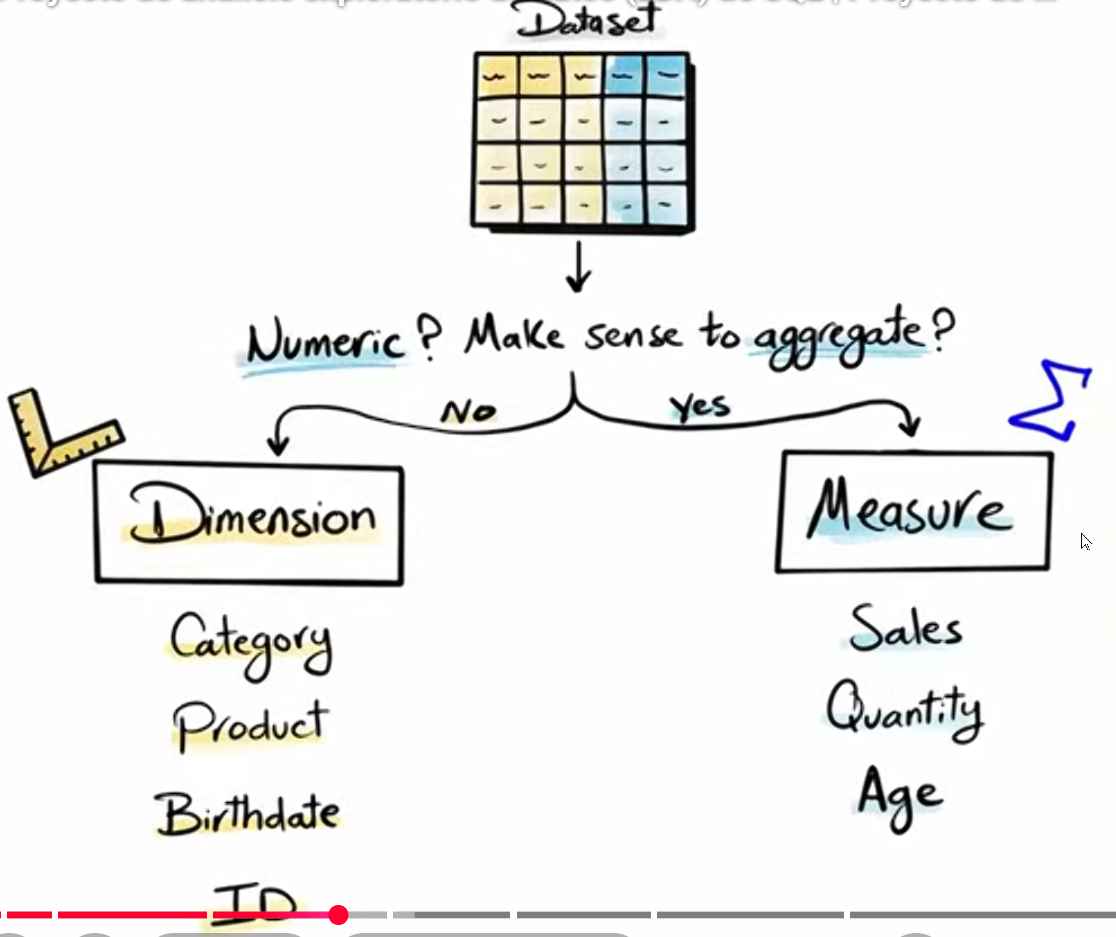 Dataset
Numeric? Make sense to aggregate?
No
Yes
Σ
Dimension
Measure
Category
Sales
Product
Quantity
Birthdate
Age
ID